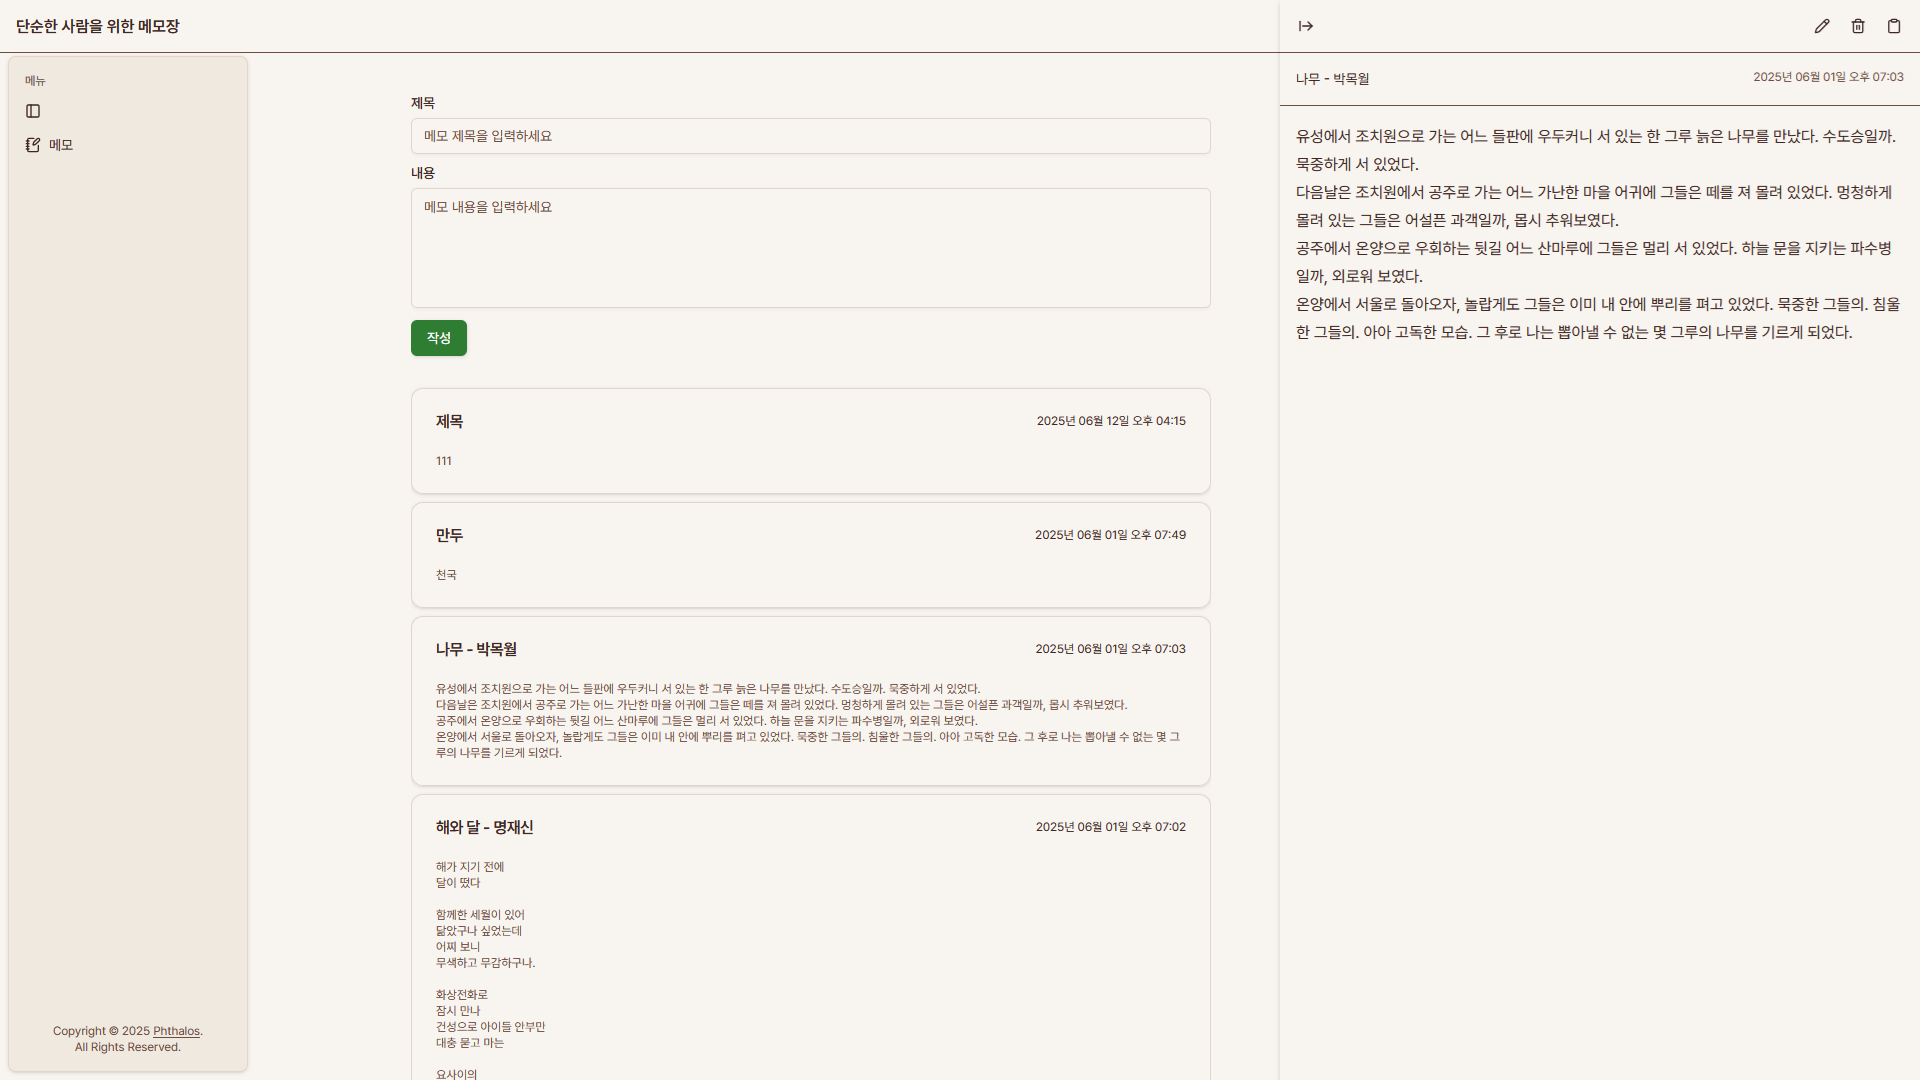 단순한 사람을 위한 메모장
메뉴
메모
Copyright © 2025 Phthalos.
All Rights Reserved.
제목
메모 제목을 입력하세요
내용
메모 내용을 입력하세요
작성
제목
2025년 06월 12일 오후 04:15
111
만두
2025년 06월 01일 오후 07:49
천국
나무 - 박목월
2025년 06월 01일 오후 07:03
유성에서 조치원으로 가는 어느 들판에 우두커니 서 있는 한 그루 늙은 나무를 만났다. 수도승일까. 묵중하게 서 있었다.
다음날은 조치원에서 공주로 가는 어느 가난한 마을 어귀에 그들은 떼를 져 몰려 있었다. 멍청하게 몰려 있는 그들은 어설픈 과객일까, 몹시 추워보였다.
공주에서 온양으로 우회하는 뒷길 어느 산마루에 그들은 멀리 서 있었다. 하늘 문을 지키는 파수병일까, 외로워 보였다.
온양에서 서울로 돌아오자, 놀랍게도 그들은 이미 내 안에 뿌리를 펴고 있었다. 묵중한 그들의. 침울한 그들의. 아아 고독한 모습. 그 후로 나는 뽑아낼 수 없는 몇 그
루의 나무를 기르게 되었다.
해와 달 - 명재신
2025년 06월 01일 오후 07:02
해가 지기 전에
달이 떴다
함께한 세월이 있어
닮았구나 싶었는데
어찌 보니
무색하고 무감하구나.
화상전화로
잠시 만나
건성으로 아이들 안부만
대충 묻고 마는
요사이의
나무 - 박목월
2025년 06월 01일 오후 07:03
유성에서 조치원으로 가는 어느 들판에 우두커니 서 있는 한 그루 늙은 나무를 만났다. 수도승일까.
묵중하게 서 있었다.
다음날은 조치원에서 공주로 가는 어느 가난한 마을 어귀에 그들은 떼를 져 몰려 있었다. 멍청하게
몰려 있는 그들은 어설픈 과객일까, 몹시 추워보였다.
공주에서 온양으로 우회하는 뒷길 어느 산마루에 그들은 멀리 서 있었다. 하늘 문을 지키는 파수병
일까, 외로워 보였다.
온양에서 서울로 돌아오자, 놀랍게도 그들은 이미 내 안에 뿌리를 펴고 있었다. 묵중한 그들의. 침울
한 그들의. 아아 고독한 모습. 그 후로 나는 뽑아낼 수 없는 몇 그루의 나무를 기르게 되었다.